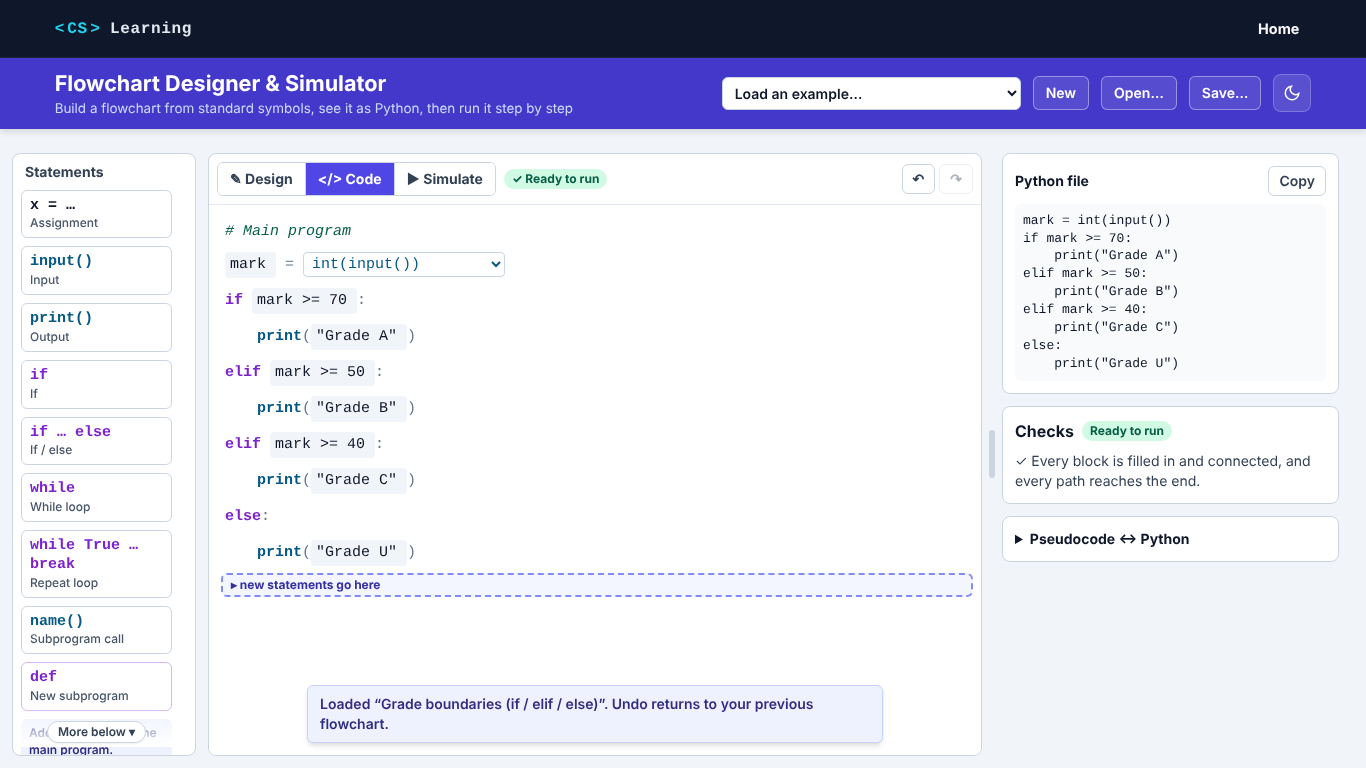 <CS> Learning
Home
Flowchart Designer & Simulator
Build a flowchart from standard symbols, see it as Python, then run it step by step
Load an example...
New
Open...
Save...
Statements
x = …
Assignment
input()
Input
print()
Output
if
If
if … else
If / else
while
While loop
while True …
break
Repeat loop
name()
Subprogram call
def
New subprogram
More below ▾
main program.
✎ Design
</> Code
▶ Simulate
✓ Ready to run
↶
↷
# Main program
mark = int(input())
if mark >= 70 :
print("Grade A")
elif mark >= 50 :
print("Grade B")
elif mark >= 40 :
print("Grade C")
else:
print("Grade U")
▸ new statements go here
Loaded “Grade boundaries (if / elif / else)”. Undo returns to your previous
flowchart.
Python file
Copy
mark = int(input())
if mark >= 70:
    print("Grade A")
elif mark >= 50:
    print("Grade B")
elif mark >= 40:
    print("Grade C")
else:
    print("Grade U")
Checks
Ready to run
✓ Every block is filled in and connected, and
every path reaches the end.
▶ Pseudocode ↔ Python